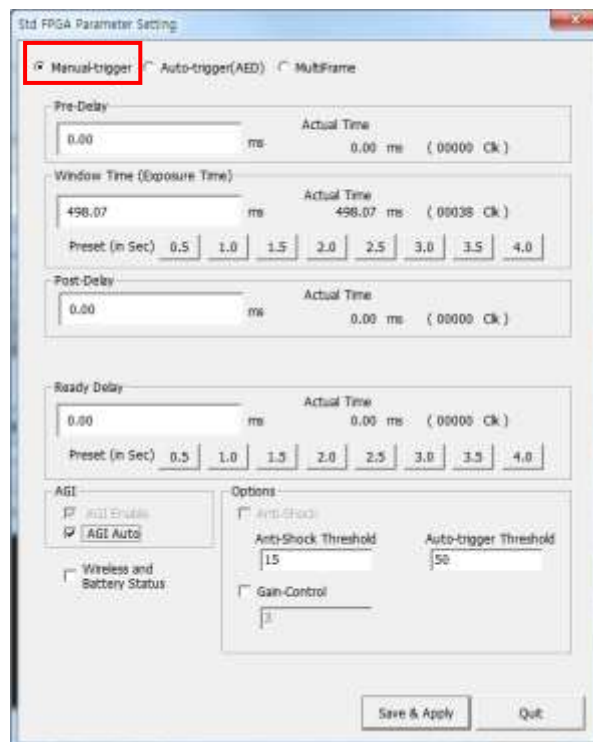 Std FPGA Parameter Setting
Manual-trigger Auto-trigger(AED) MultiFrame
Pre-Delay
Actual Time
0.00 ms 0.00 ms ( 00000 Clk )
Window Time (Exposure Time)
Actual Time
498.07 ms 498.07 ms ( 00038 Clk )
Preset (in Sec) 0.5 1.0 1.5 2.0 2.5 3.0 3.5 4.0
Post-Delay
Actual Time
0.00 ms 0.00 ms ( 00000 Clk )
Ready Delay
Actual Time
0.00 ms 0.00 ms ( 00000 Clk )
Preset (in Sec) 0.5 1.0 1.5 2.0 2.5 3.0 3.5 4.0
AGI
AGI Enable
AGI Auto
Wireless and
Battery Status
Options
Anti-Shock
Anti-Shock Threshold Auto-trigger Threshold
15 50
Gain-Control
3
Save & Apply Quit